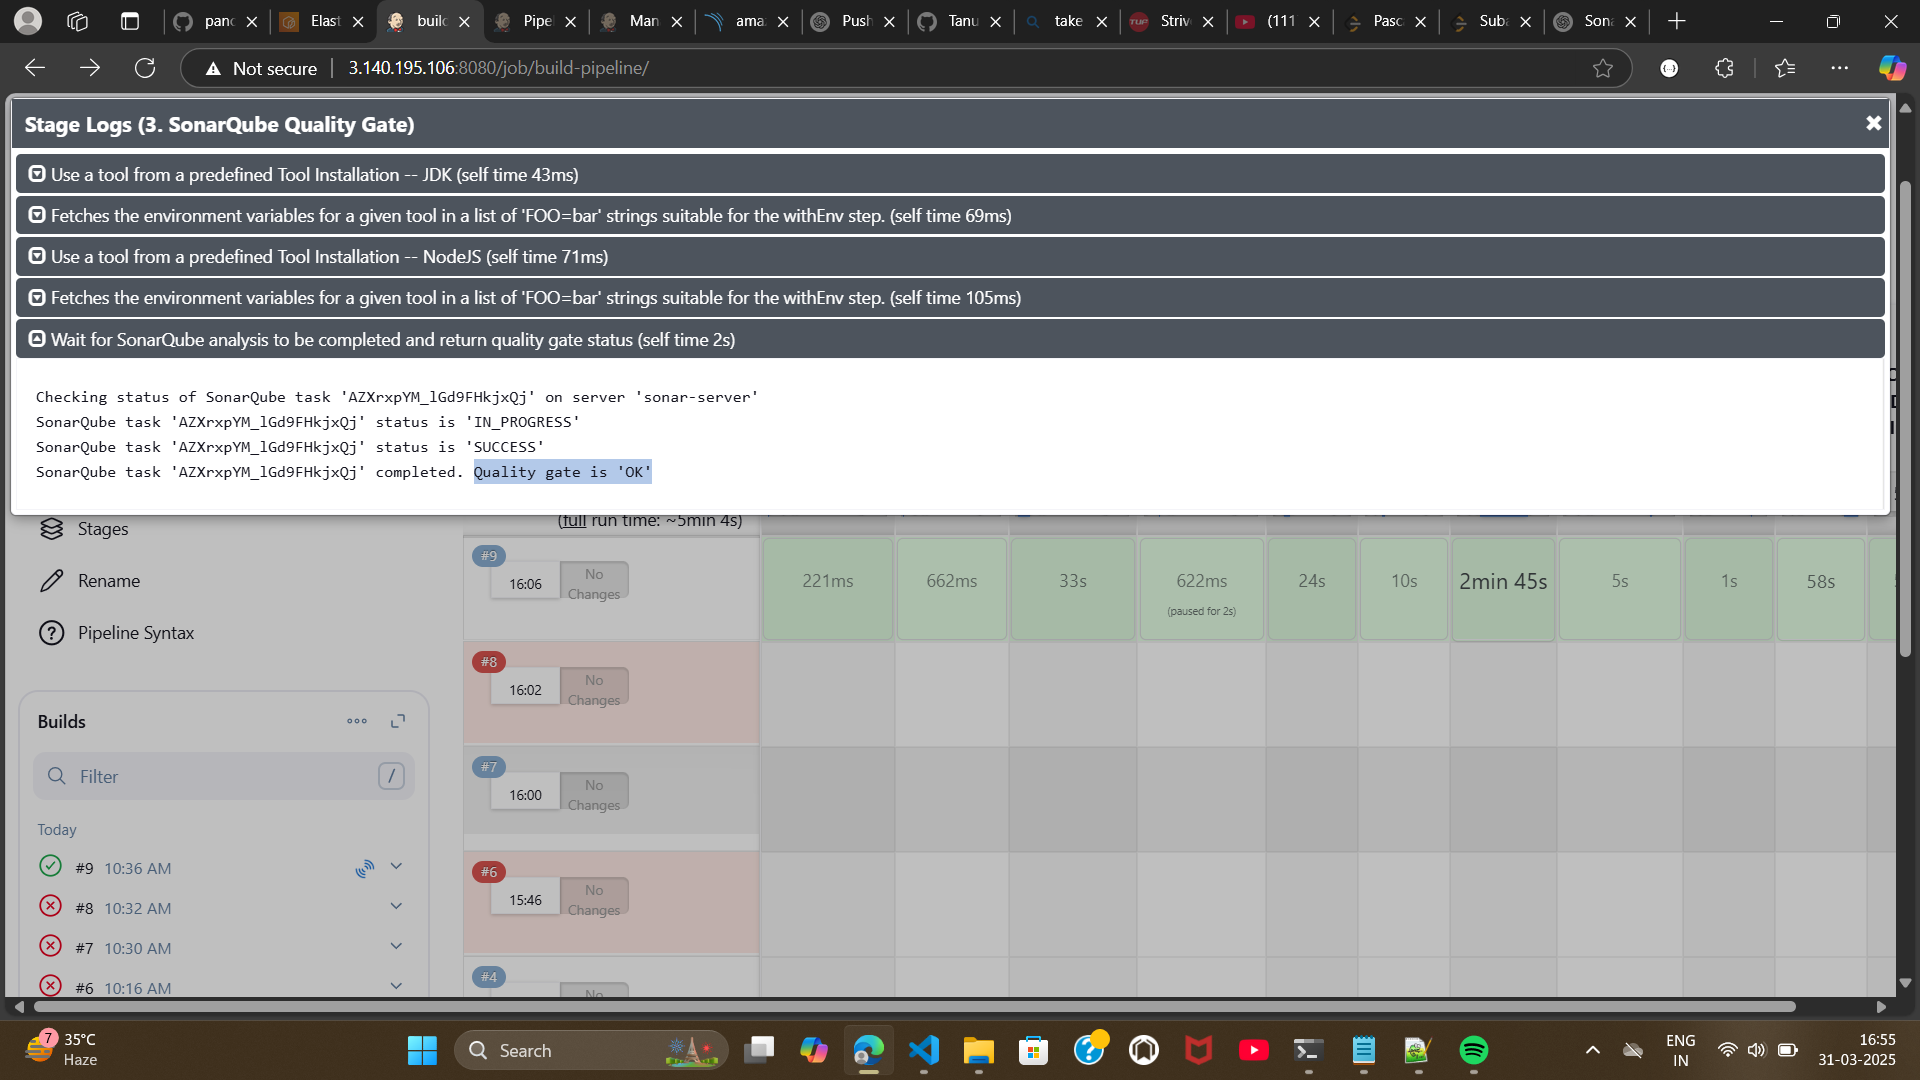 panc
Elast
build
Pipel
Man
ama
Push
Tanu
take
Strive
(111
Pasc
Suba
Sona
Not secure
3.140.195.106:8080/job/build-pipeline/
Stage Logs (3. SonarQube Quality Gate)
Use a tool from a predefined Tool Installation -- JDK (self time 43ms)
Fetches the environment variables for a given tool in a list of 'FOO=bar' strings suitable for the withEnv step. (self time 69ms)
Use a tool from a predefined Tool Installation -- NodeJS (self time 71ms)
Fetches the environment variables for a given tool in a list of 'FOO=bar' strings suitable for the withEnv step. (self time 105ms)
Wait for SonarQube analysis to be completed and return quality gate status (self time 2s)
Checking status of SonarQube task 'AZXrxpYM_lGd9FHkjxQj' on server 'sonar-server'
SonarQube task 'AZXrxpYM_lGd9FHkjxQj' status is 'IN_PROGRESS'
SonarQube task 'AZXrxpYM_lGd9FHkjxQj' status is 'SUCCESS'
SonarQube task 'AZXrxpYM_lGd9FHkjxQj' completed. Quality gate is 'OK'
Stages
Rename
Pipeline Syntax
Builds
Filter
/
Today
#9 10:36 AM
#8 10:32 AM
#7 10:30 AM
#6 10:16 AM
(full run time: ~5min 4s)
#9
16:06
No
Changes
221ms
662ms
33s
622ms
(paused for 2s)
24s
10s
2min 45s
5s
1s
58s
#8
16:02
No
Changes
#7
16:00
No
Changes
#6
15:46
No
Changes
#4
No
7
35°C
Haze
Search
ENG
IN
16:55
31-03-2025